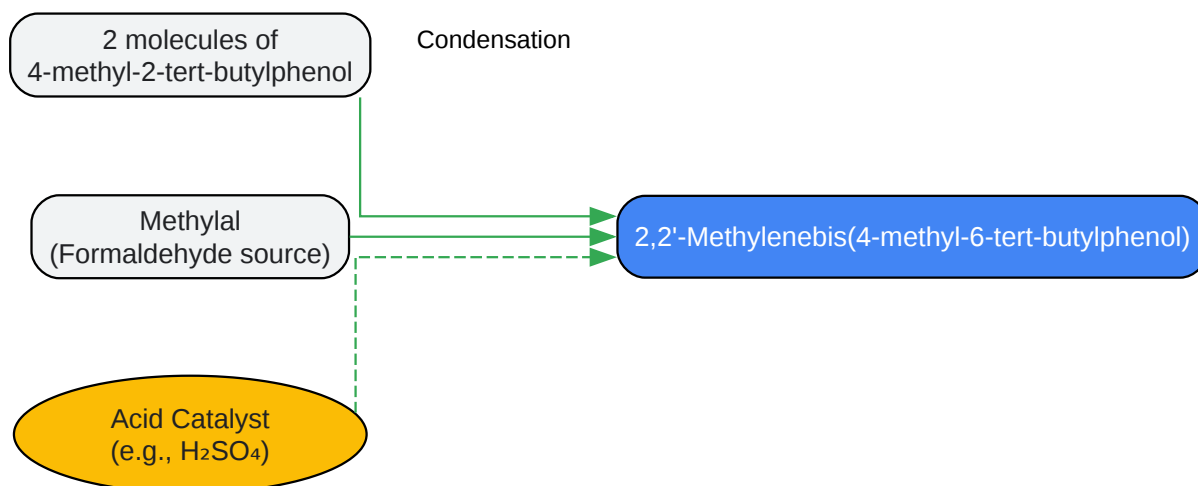 2 molecules of
4-methyl-2-tert-butylphenol
Condensation
Methylal
(Formaldehyde source)
2,2'-Methylenebis(4-methyl-6-tert-butylphenol)
Acid Catalyst
(e.g., H₂SO₄)